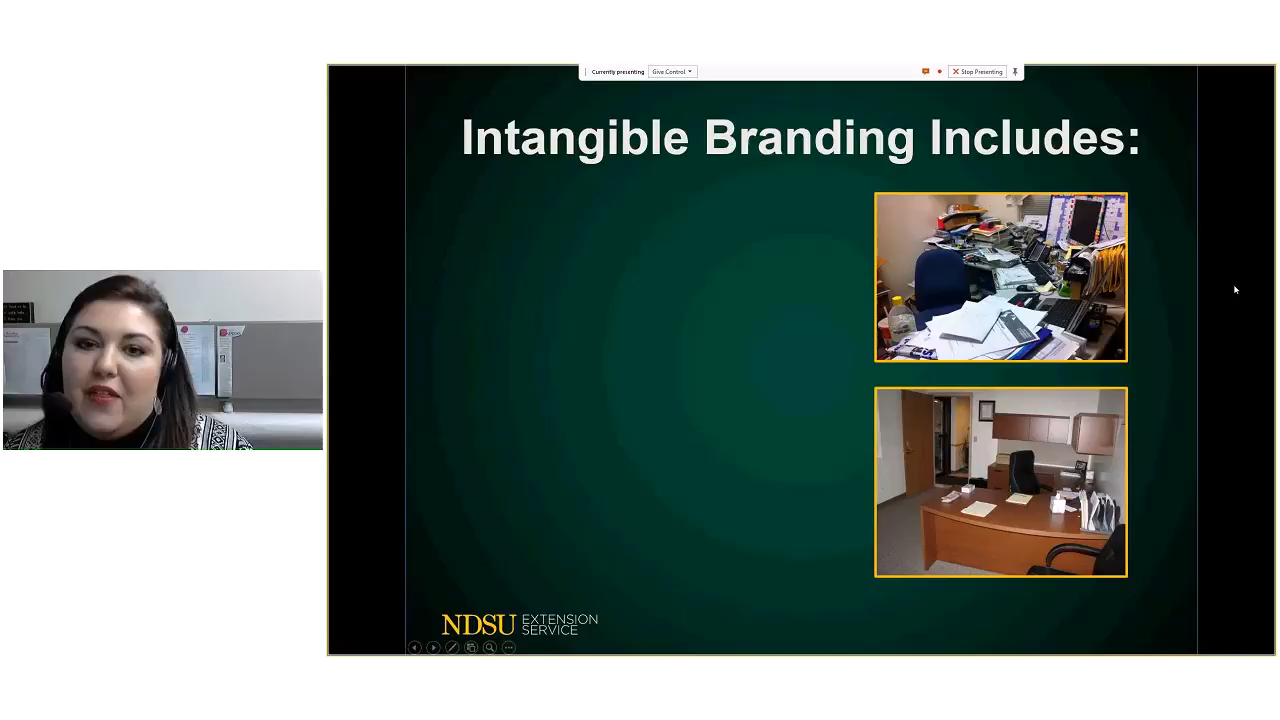 Currently presenting
Give Control
Stop Presenting
Intangible Branding Includes:
NDSU EXTENSION
SERVICE